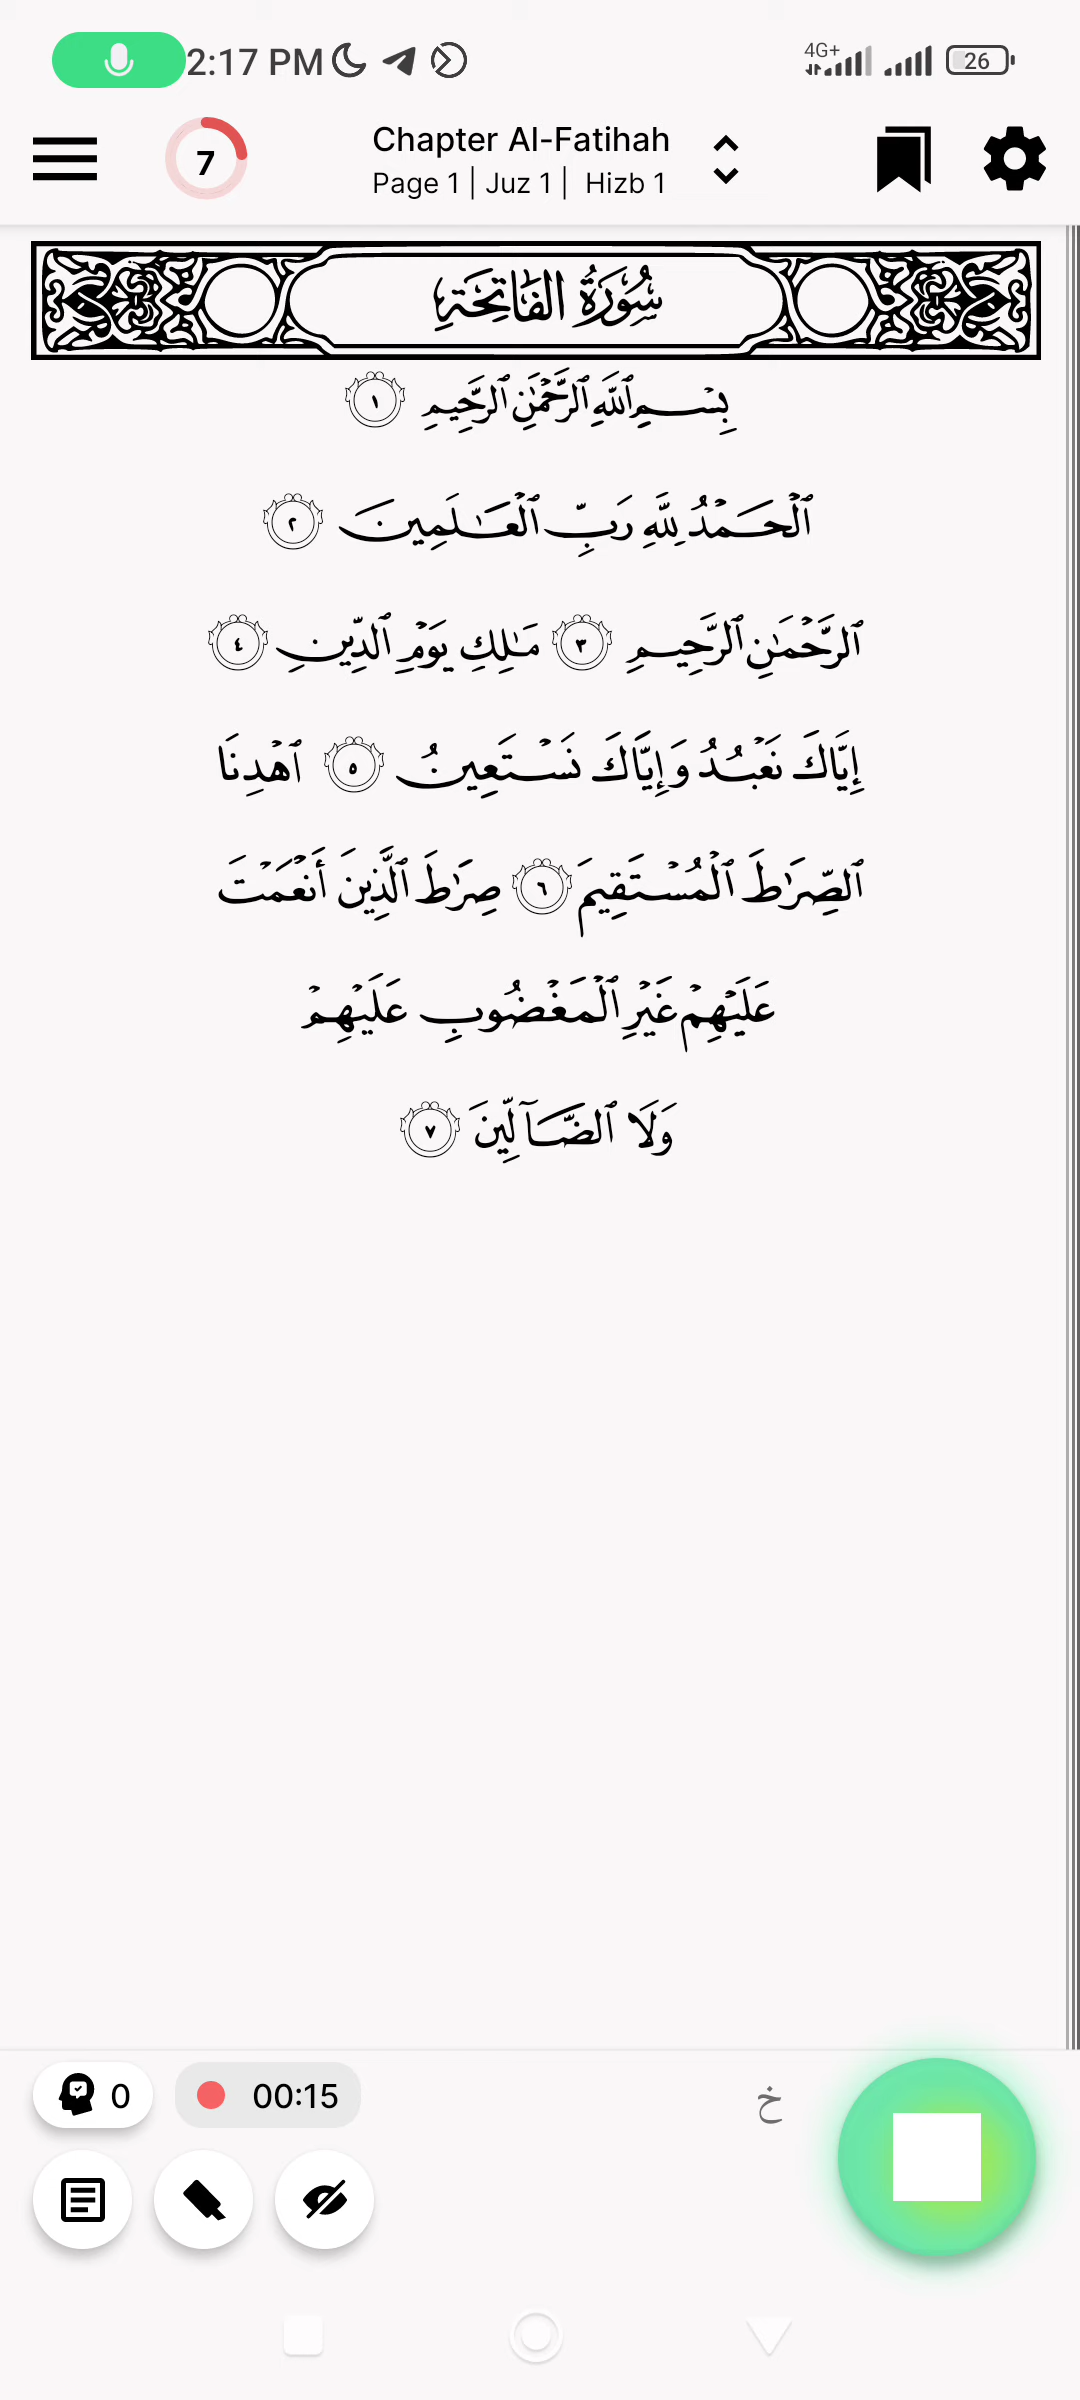 2:17 PM 4G+ 26
7
Chapter Al-Fatihah
Page 1 | Juz 1 | Hizb 1
سُورَةُ الفَاتِحَةِ
بِسْمِ ٱللَّهِ ٱلرَّحْمَٰنِ ٱلرَّحِيمِ ١
ٱلْحَمْدُ لِلَّهِ رَبِّ ٱلْعَٰلَمِينَ ٢
ٱلرَّحْمَٰنِ ٱلرَّحِيمِ ٣ مَٰلِكِ يَوْمِ ٱلدِّينِ ٤
إِيَّاكَ نَعْبُدُ وَإِيَّاكَ نَسْتَعِينُ ٥ ٱهْدِنَا
ٱلصِّرَٰطَ ٱلْمُسْتَقِيمَ ٦ صِرَٰطَ ٱلَّذِينَ أَنْعَمْتَ
عَلَيْهِمْ غَيْرِ ٱلْمَغْضُوبِ عَلَيْهِمْ
وَلَا ٱلضَّآلِّينَ ٧
0 00:15 خ